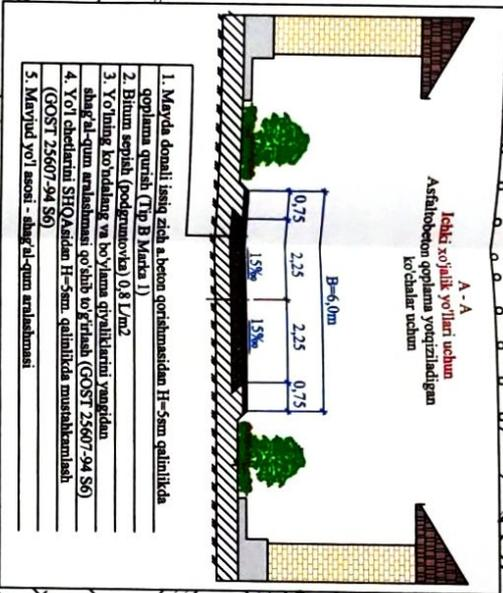 A - A
Ichki xo'jalik yo'llari uchun
Asfaltobeton qoplama yotqiziladigan
ko'chalar uchun
B=6,0m
0,75 2,25 2,25 0,75
15‰ 15‰
1. Mayda donali issiq zich a.beton qorishmasidan H=5sm qalinlikda
qoplama qurish (Tip B Marka 1)
2. Bitum sepish (podgruntovka) 0,8 L/m2
3. Yo'lning ko'ndalang va bo'ylama qiyaliklarini yangidan
shag'al-qum aralashmasi qo'shib to'g'irlash (GOST 25607-94 S6)
4. Yo'l chetlarini SHQAsidan H=5sm. qalinlikda mustahkamlash
(GOST 25607-94 S6)
5. Mavjud yo'l asosi - shag'al-qum aralashmasi